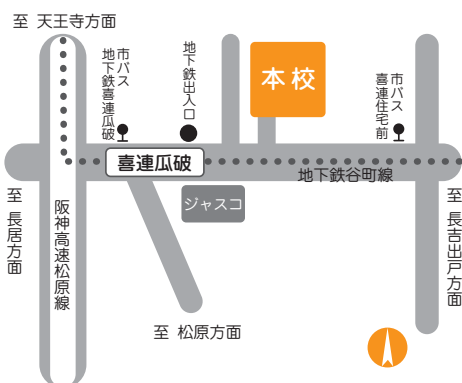 至 天王寺方面
市バス
地下鉄喜連瓜破
地下鉄出入口
本校
市バス
喜連住宅前
喜連瓜破
地下鉄谷町線
ジャスコ
至 長居方面
阪神高速松原線
至 長吉出戸方面
至 松原方面